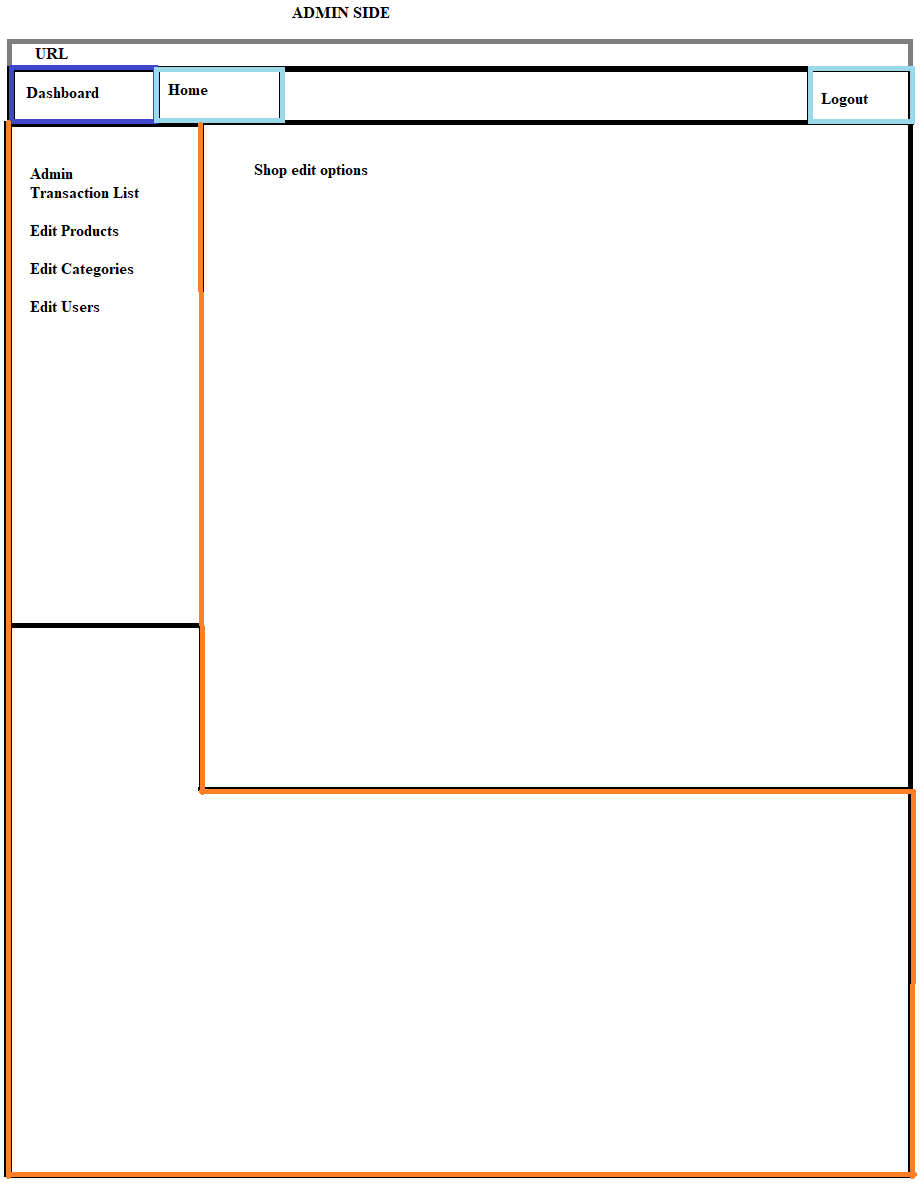 ADMIN SIDE
URL
Dashboard
Home
Logout
Admin
Transaction List
Edit Products
Edit Categories
Edit Users
Shop edit options